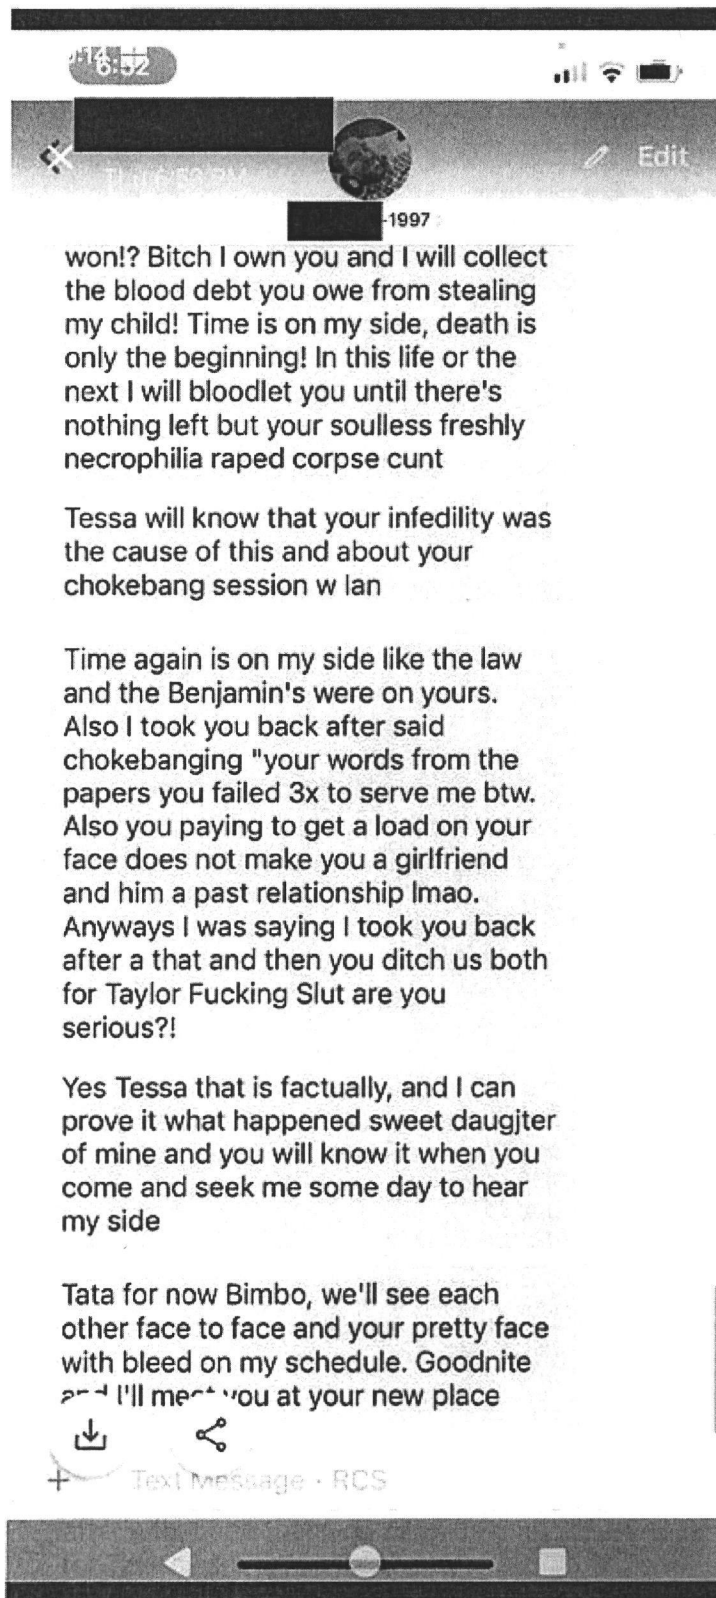 6:52
Edit
-1997
won!? Bitch I own you and I will collect
the blood debt you owe from stealing
my child! Time is on my side, death is
only the beginning! In this life or the
next I will bloodlet you until there's
nothing left but your soulless freshly
necrophilia raped corpse cunt
Tessa will know that your infedility was
the cause of this and about your
chokebang session w Ian
Time again is on my side like the law
and the Benjamin's were on yours.
Also I took you back after said
chokebanging "your words from the
papers you failed 3x to serve me btw.
Also you paying to get a load on your
face does not make you a girlfriend
and him a past relationship lmao.
Anyways I was saying I took you back
after a that and then you ditch us both
for Taylor Fucking Slut are you
serious?!
Yes Tessa that is factually, and I can
prove it what happened sweet daugjter
of mine and you will know it when you
come and seek me some day to hear
my side
Tata for now Bimbo, we'll see each
other face to face and your pretty face
with bleed on my schedule. Goodnite
and I'll meet you at your new place
Text Message · RCS